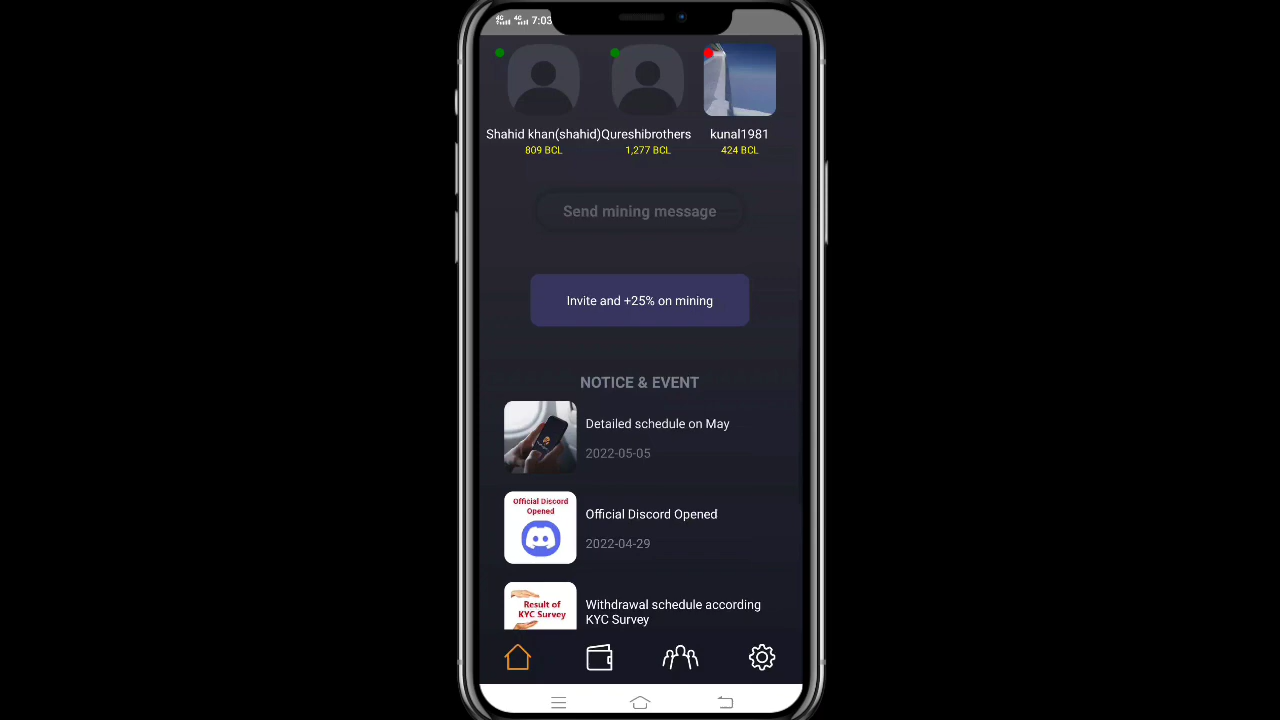 4G 4G 7:03
Shahid khan(shahid) Qureshibrothers kunal1981
809 BCL 1,277 BCL 424 BCL
Send mining message
Invite and +25% on mining
NOTICE & EVENT
Detailed schedule on May
2022-05-05
Official Discord
Opened
Official Discord Opened
2022-04-29
Result of
KYC Survey
Withdrawal schedule according
KYC Survey